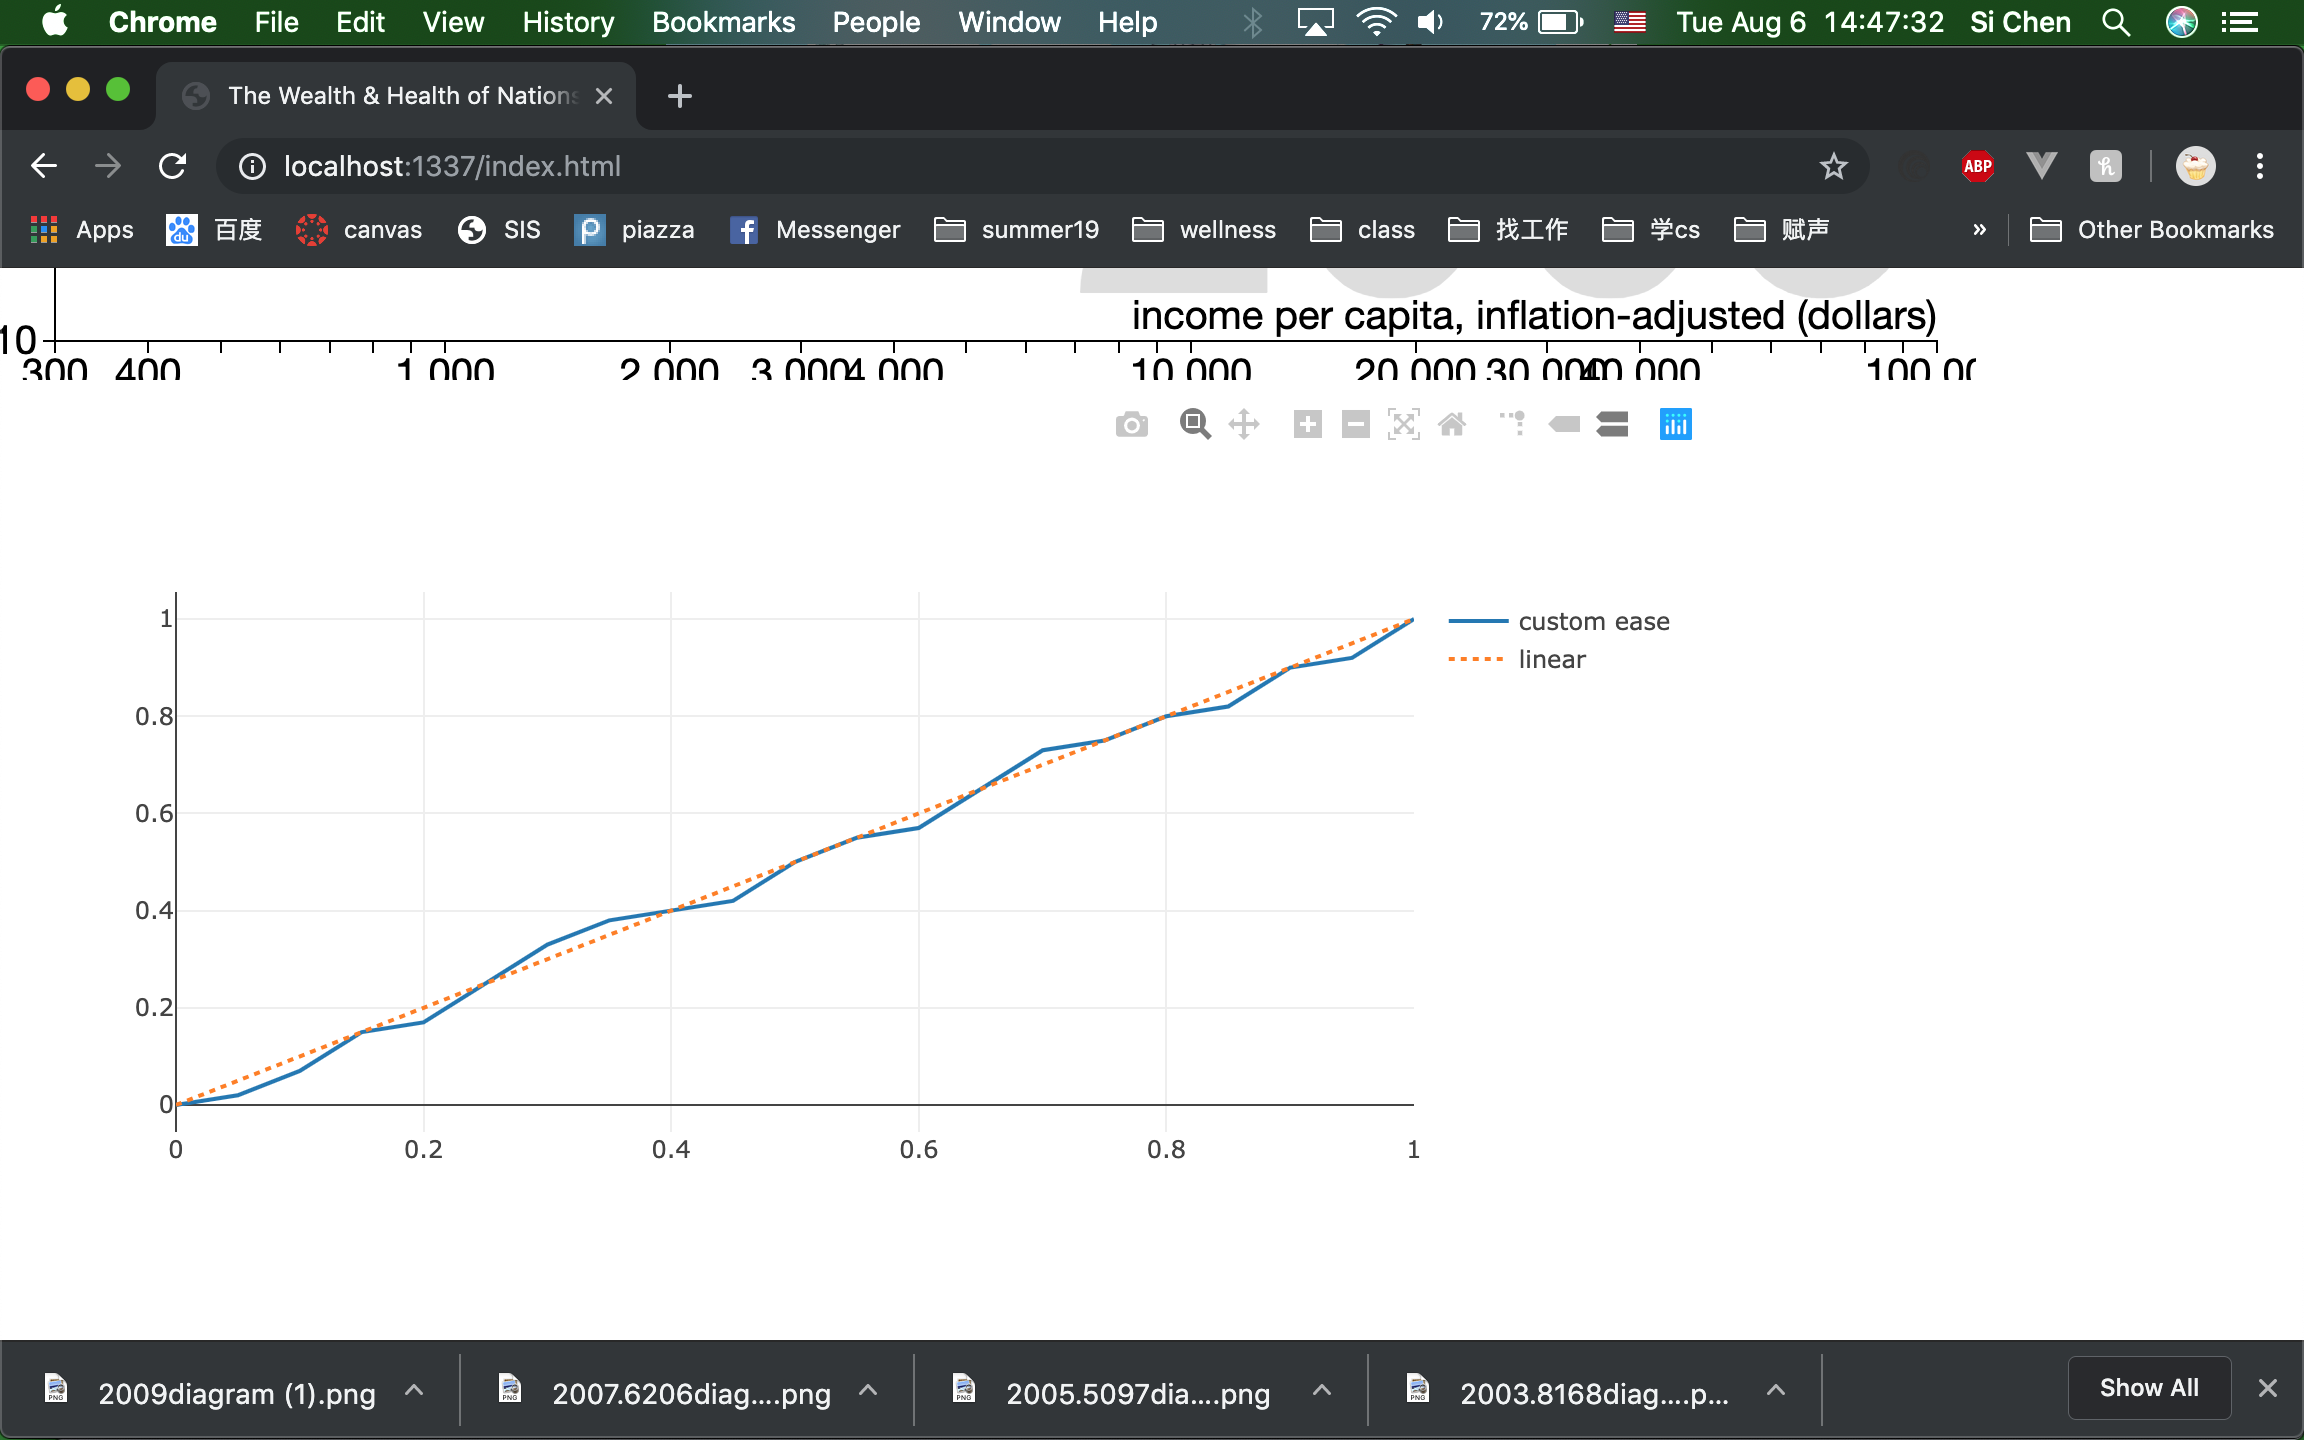 Chrome File Edit View History Bookmarks People Window Help 72% Tue Aug 6 14:47:32 Si Chen
The Wealth & Health of Nations
localhost:1337/index.html ABP
Apps 百度 canvas SIS piazza Messenger summer19 wellness class 找工作 学cs 赋声 » Other Bookmarks
income per capita, inflation-adjusted (dollars)
10
300 400 1 000 2 000 3 000 4 000 10 000 20 000 30 000 40 000 100 00
1 custom ease
linear
0.8
0.6
0.4
0.2
0
0 0.2 0.4 0.6 0.8 1
2009diagram (1).png 2007.6206diag....png 2005.5097dia....png 2003.8168diag....p... Show All